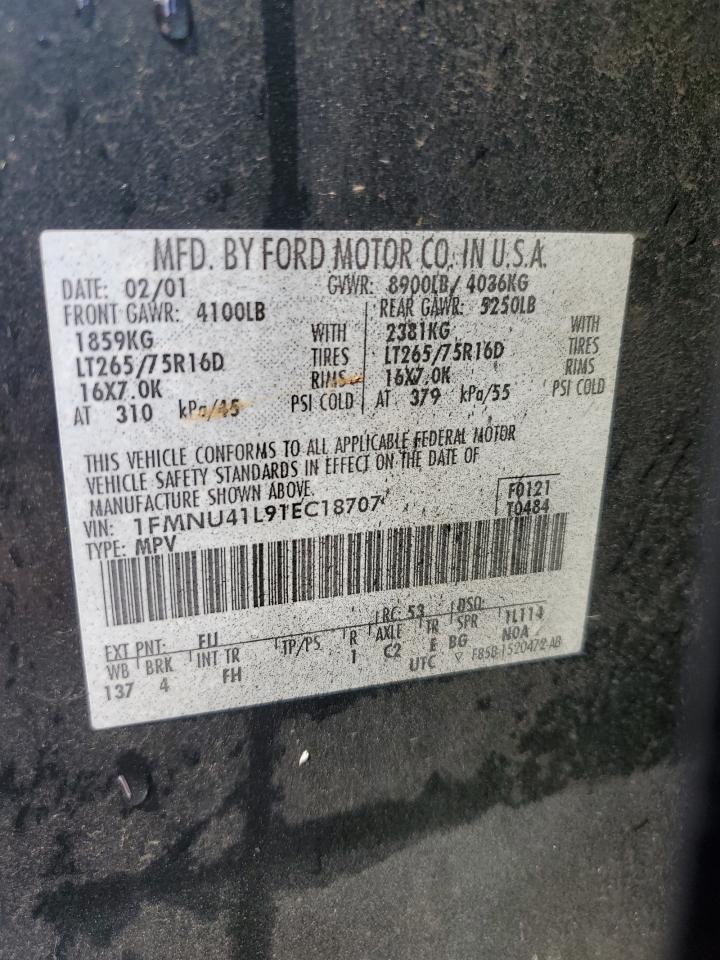 MFD. BY FORD MOTOR CO. IN U.S.A.
DATE: 02/01 GVWR: 8900LB/ 4036KG
FRONT GAWR: 4100LB REAR GAWR: 5250LB
1859KG WITH 2381KG WITH
LT265/75R16D TIRES LT265/75R16D TIRES
16X7.0K RIMS 16X7.0K RIMS
AT 310 kPa/45 PSI COLD AT 379 kPa/55 PSI COLD
THIS VEHICLE CONFORMS TO ALL APPLICABLE FEDERAL MOTOR
VEHICLE SAFETY STANDARDS IN EFFECT ON THE DATE OF
MANUFACTURE SHOWN ABOVE.
VIN: 1FMNU41L91EC18707 F0121
TYPE: MPV T0484
EXT PNT: RC: 53 DSO:
WB BRK INT TR TP/PS R AXLE TR SPR 1L114
137 4 FH 1 C2 E BG N0A
UTC F85B-1520472-AB